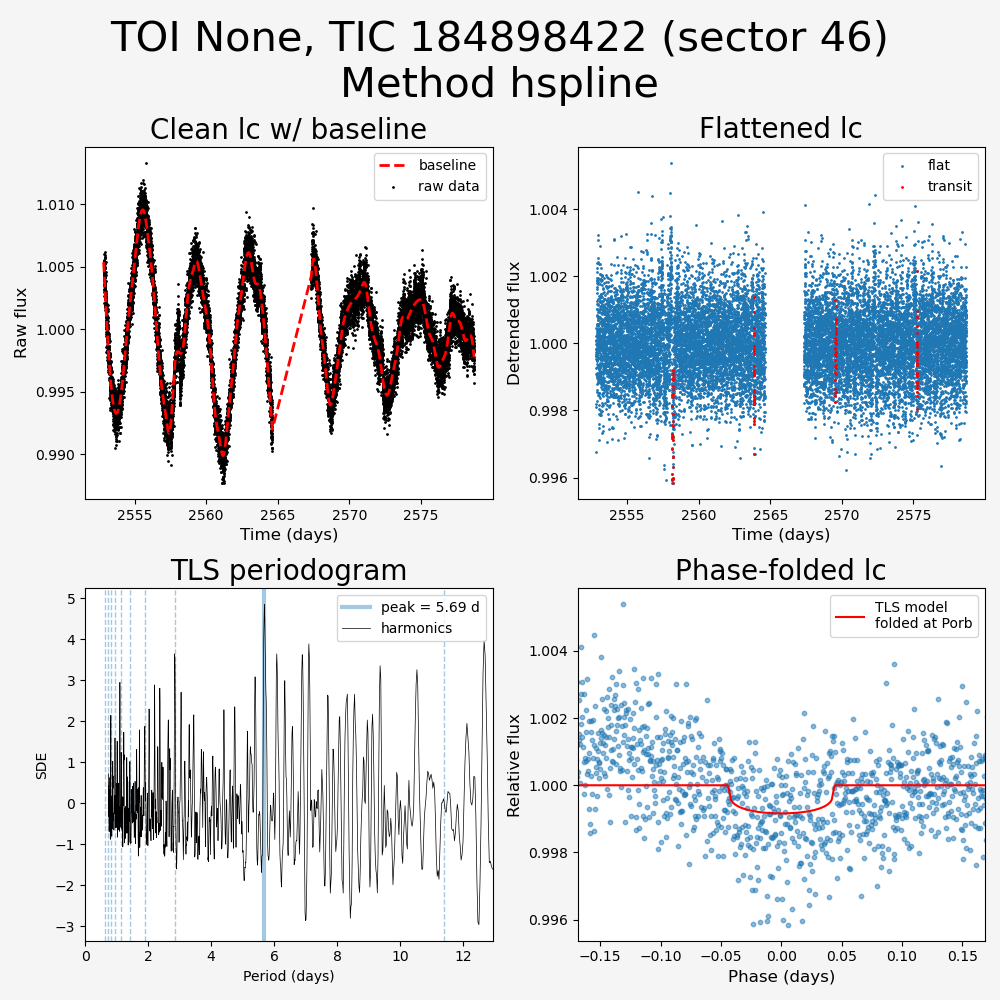 TOI None, TIC 184898422 (sector 46)
Method hspline
Clean lc w/ baseline
baseline
raw data
1.010
1.005
1.000
0.995
0.990
Raw flux
2555
2560
2565
2570
2575
Time (days)
Flattened lc
flat
transit
1.004
1.002
1.000
0.998
0.996
Detrended flux
2555
2560
2565
2570
2575
Time (days)
TLS periodogram
peak = 5.69 d
harmonics
5
4
3
2
1
0
−1
−2
−3
SDE
0
2
4
6
8
10
12
Period (days)
Phase-folded lc
TLS model
folded at Porb
1.004
1.002
1.000
0.998
0.996
Relative flux
−0.15
−0.10
−0.05
0.00
0.05
0.10
0.15
Phase (days)